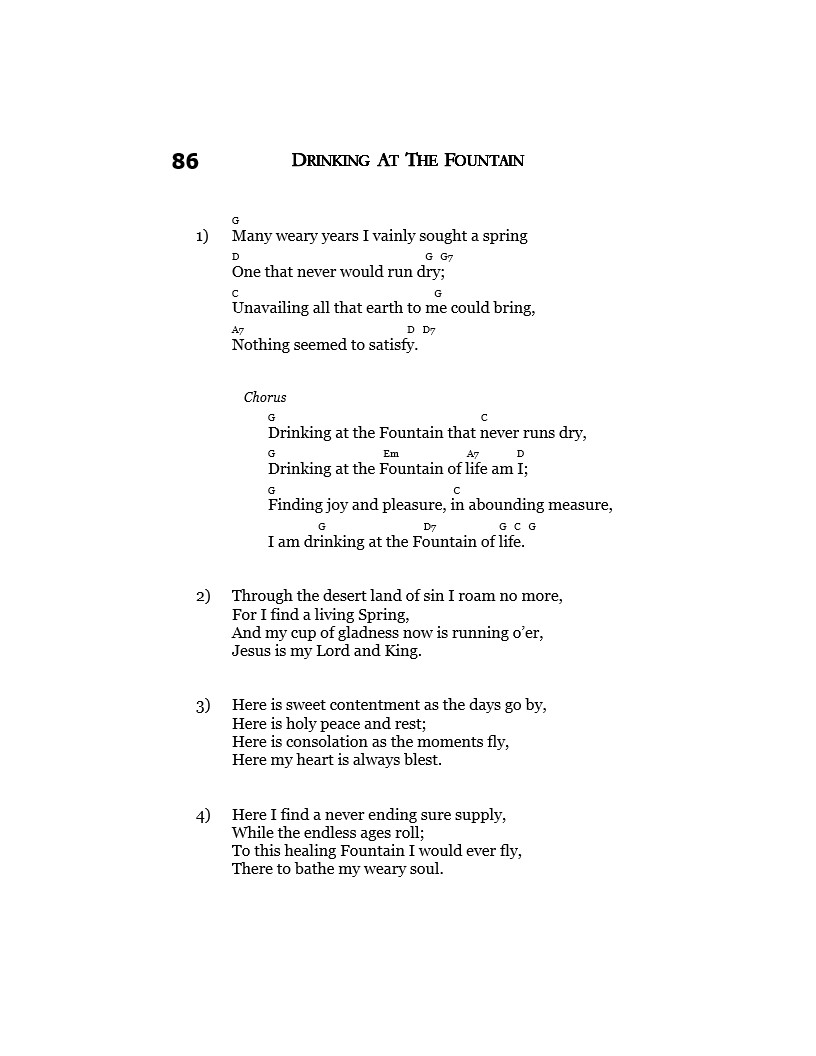 86 Drinking At The Fountain
G
1) Many weary years I vainly sought a spring
D G G7
One that never would run dry;
C G
Unavailing all that earth to me could bring,
A7 D D7
Nothing seemed to satisfy.
Chorus
G C
Drinking at the Fountain that never runs dry,
G Em A7 D
Drinking at the Fountain of life am I;
G C
Finding joy and pleasure, in abounding measure,
G D7 G C G
I am drinking at the Fountain of life.
2) Through the desert land of sin I roam no more,
For I find a living Spring,
And my cup of gladness now is running o’er,
Jesus is my Lord and King.
3) Here is sweet contentment as the days go by,
Here is holy peace and rest;
Here is consolation as the moments fly,
Here my heart is always blest.
4) Here I find a never ending sure supply,
While the endless ages roll;
To this healing Fountain I would ever fly,
There to bathe my weary soul.